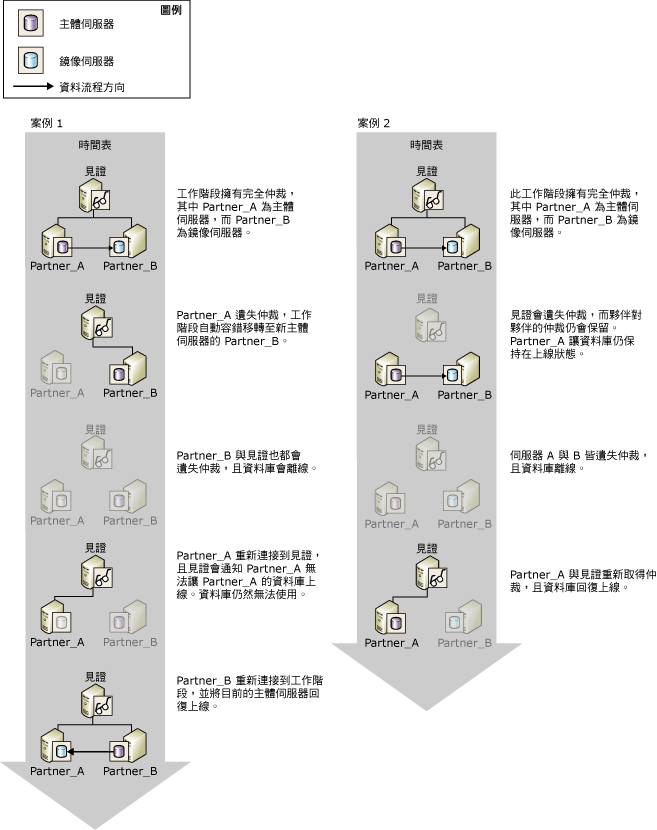 圖例
主體伺服器
鏡像伺服器
資料流程方向
案例 1
時間表
見證
Partner_A
Partner_B
工作階段擁有完全仲裁，
其中 Partner_A 為主體
伺服器，而 Partner_B
為鏡像伺服器。
見證
Partner_A
Partner_B
Partner_A 遺失仲裁，工作
階段自動容錯移轉至新主體
伺服器的 Partner_B。
見證
Partner_A
Partner_B
Partner_B 與見證也都會
遺失仲裁，且資料庫會離線。
見證
Partner_A
Partner_B
Partner_A 重新連接到見證，
且見證會通知 Partner_A 無
法讓 Partner_A 的資料庫上
線。資料庫仍然無法使用。
見證
Partner_A
Partner_B
Partner_B 重新連接到工作階
段，並將目前的主體伺服器回
復上線。
案例 2
時間表
見證
Partner_A
Partner_B
此工作階段擁有完全仲裁，
其中 Partner_A 為主體伺
服器，而 Partner_B 為鏡
像伺服器。
見證
Partner_A
Partner_B
見證會遺失仲裁，而夥伴對
夥伴的仲裁仍會保留。
Partner_A 讓資料庫仍保
持在上線狀態。
見證
Partner_A
Partner_B
伺服器 A 與 B 皆遺失仲裁，
且資料庫離線。
見證
Partner_A
Partner_B
Partner_A 與見證重新取得仲
裁，且資料庫回復上線。